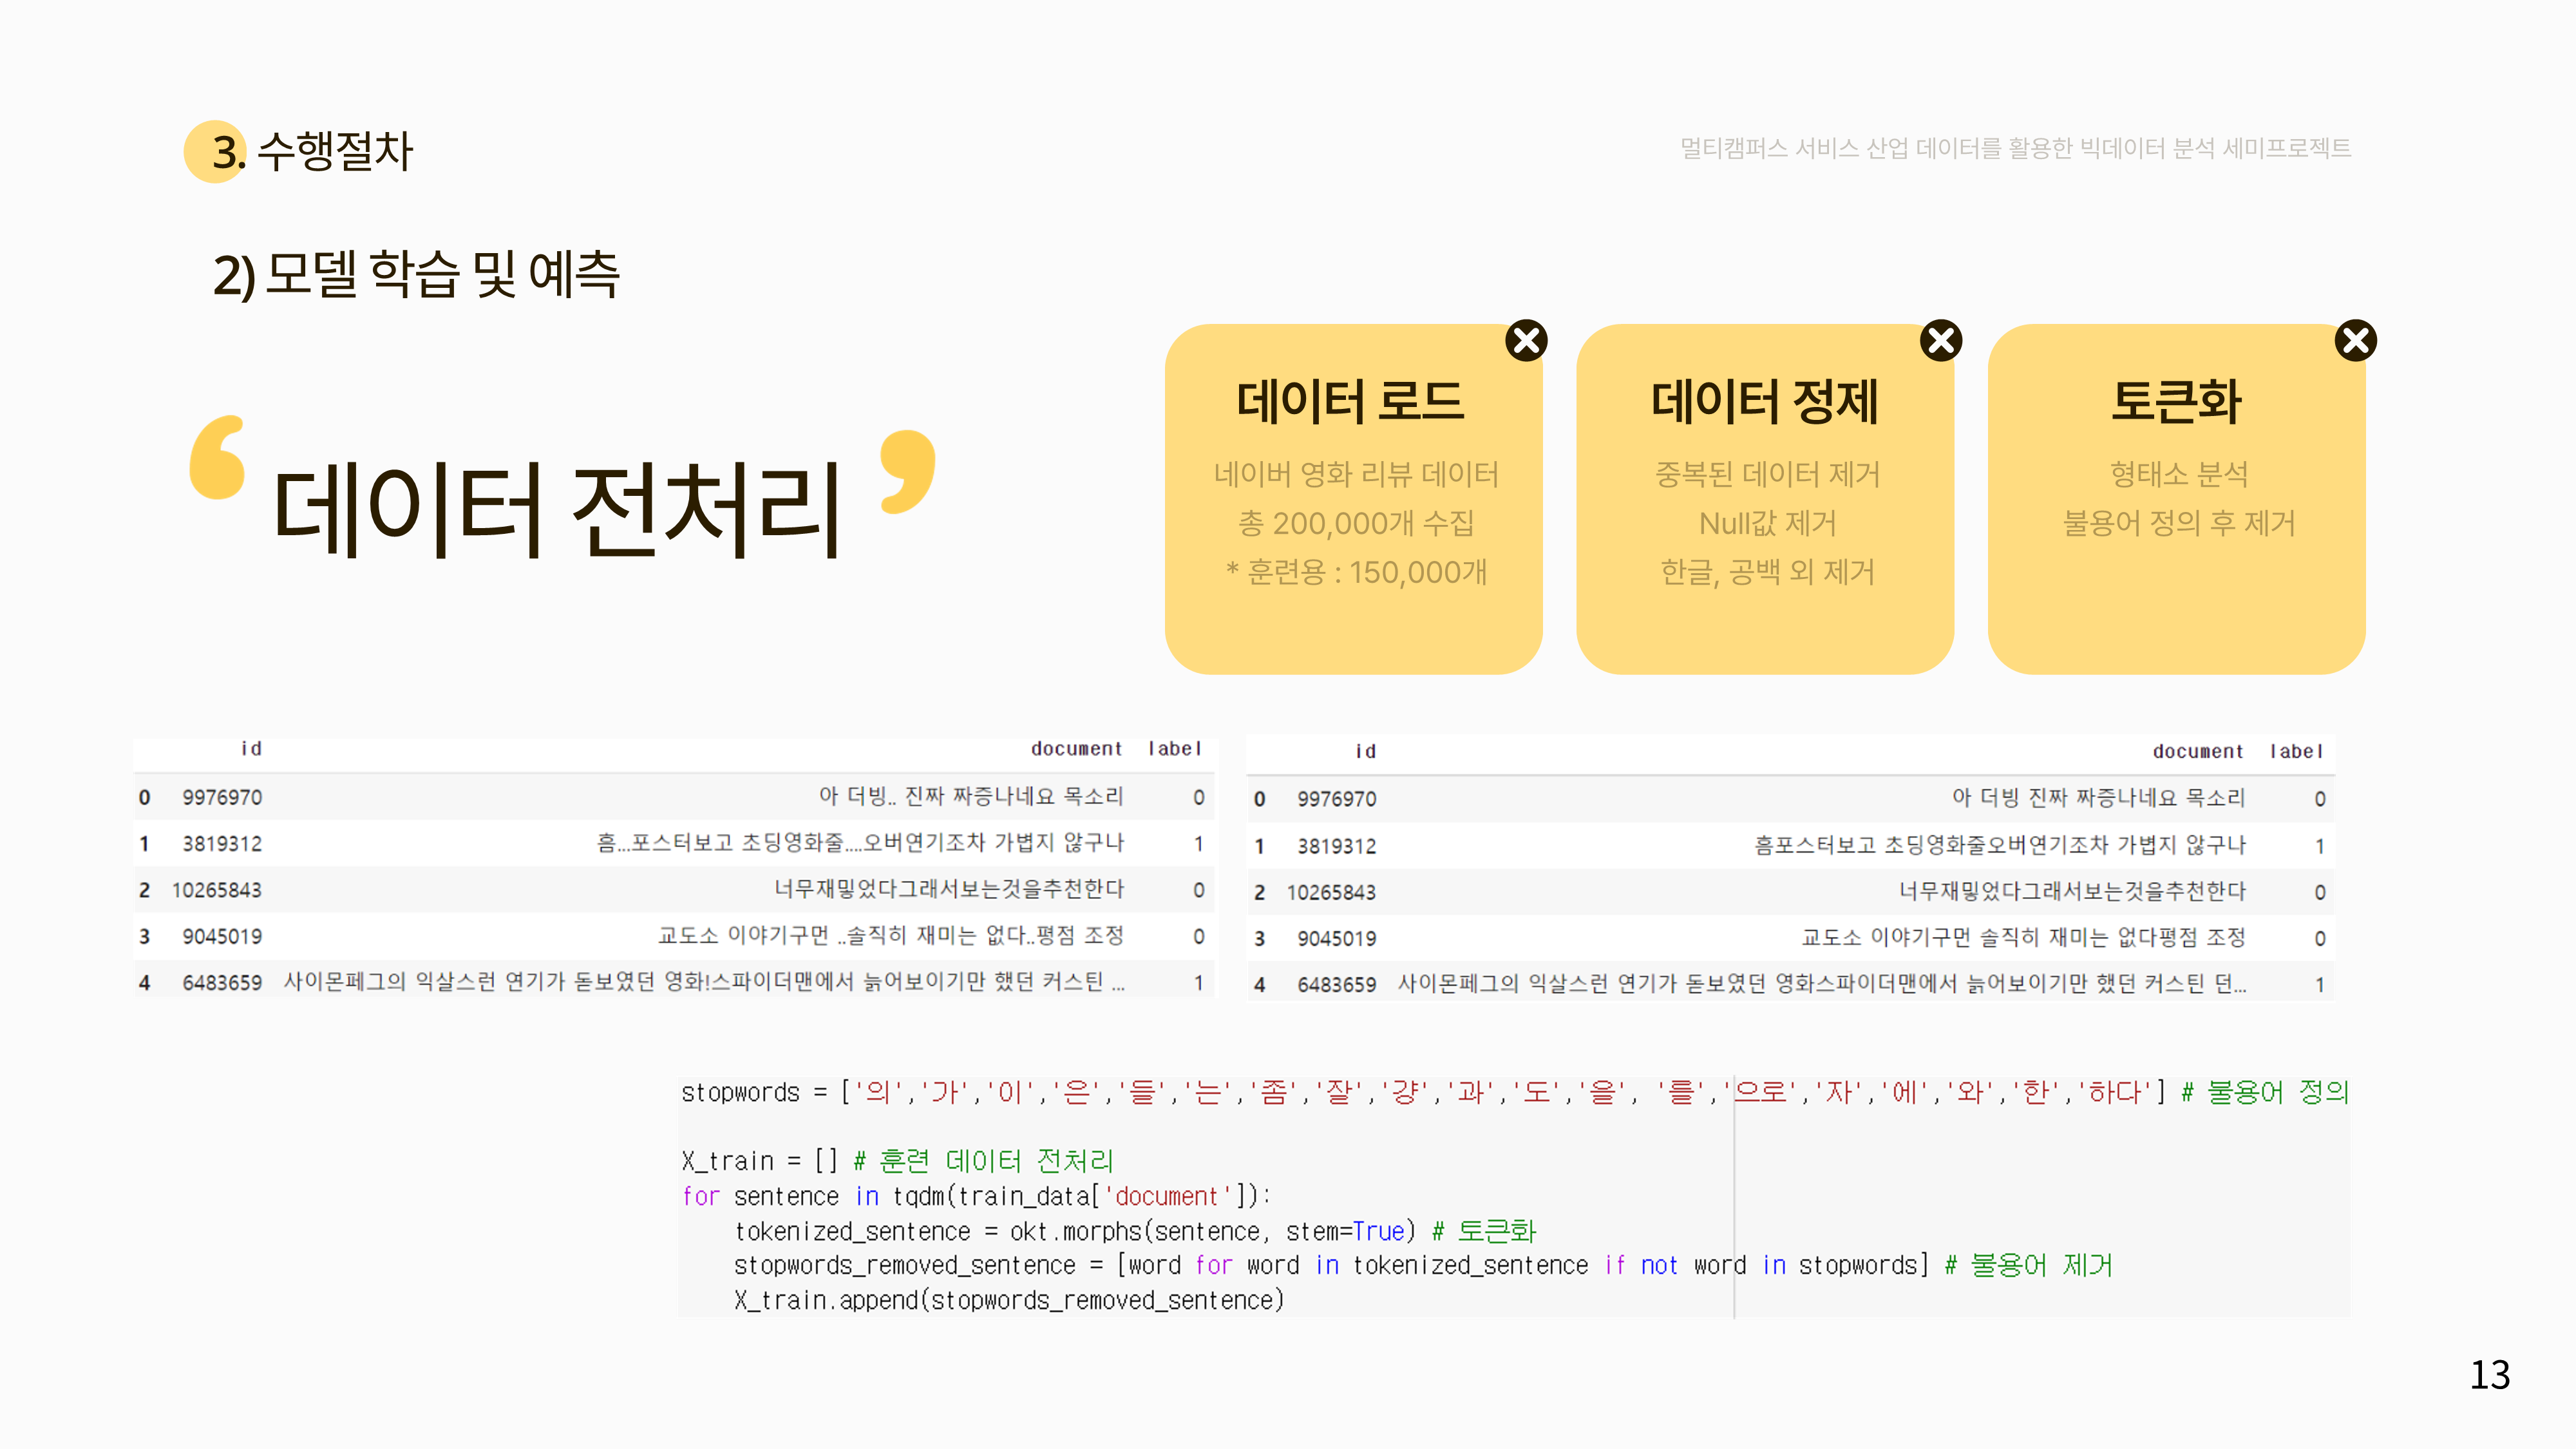 3. 수행절차
멀티캠퍼스 서비스 산업 데이터를 활용한 빅데이터 분석 세미프로젝트
2) 모델 학습 및 예측
‘데이터 전처리’
데이터 로드
네이버 영화 리뷰 데이터
총 200,000개 수집
* 훈련용 : 150,000개
데이터 정제
중복된 데이터 제거
Null값 제거
한글, 공백 외 제거
토큰화
형태소 분석
불용어 정의 후 제거
id document label
0 9976970 아 더빙.. 진짜 짜증나네요 목소리 0
1 3819312 흠...포스터보고 초딩영화줄....오버연기조차 가볍지 않구나 1
2 10265843 너무재밓었다그래서보는것을추천한다 0
3 9045019 교도소 이야기구먼 ..솔직히 재미는 없다..평점 조정 0
4 6483659 사이몬페그의 익살스런 연기가 돋보였던 영화!스파이더맨에서 늙어보이기만 했던 커스틴 ... 1
id document label
0 9976970 아 더빙 진짜 짜증나네요 목소리 0
1 3819312 흠포스터보고 초딩영화줄오버연기조차 가볍지 않구나 1
2 10265843 너무재밓었다그래서보는것을추천한다 0
3 9045019 교도소 이야기구먼 솔직히 재미는 없다평점 조정 0
4 6483659 사이몬페그의 익살스런 연기가 돋보였던 영화스파이더맨에서 늙어보이기만 했던 커스틴 던... 1
stopwords = ['의','가','이','은','들','는','좀','잘','걍','과','도','을', '를','으로','자','에','와','한','하다'] # 불용어 정의
X_train = [] # 훈련 데이터 전처리
for sentence in tqdm(train_data['document']):
    tokenized_sentence = okt.morphs(sentence, stem=True) # 토큰화
    stopwords_removed_sentence = [word for word in tokenized_sentence if not word in stopwords] # 불용어 제거
    X_train.append(stopwords_removed_sentence)
13